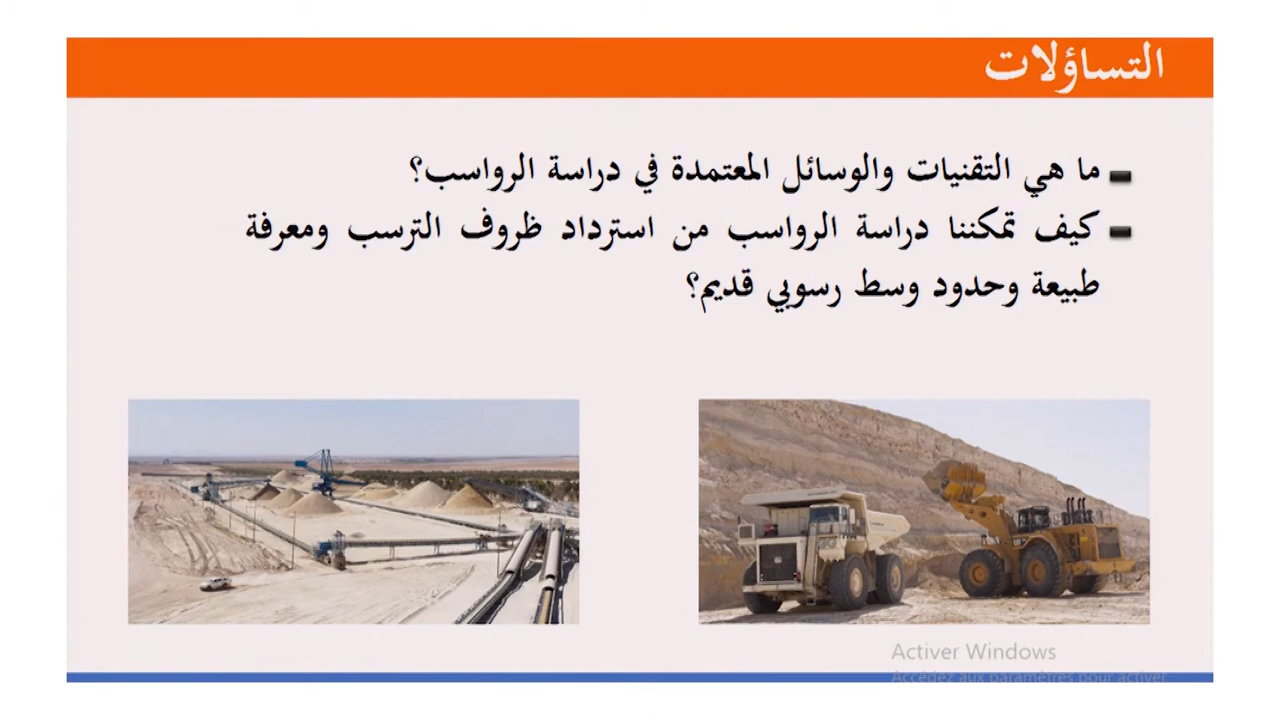 التساؤلات
ما هي التقنيات والوسائل المعتمدة في دراسة الرواسب؟
كيف تمكننا دراسة الرواسب من استرداد ظروف الترسب ومعرفة
طبيعة وحدود وسط رسوبي قديم؟
Activer Windows
Accédez aux paramètres pour activer